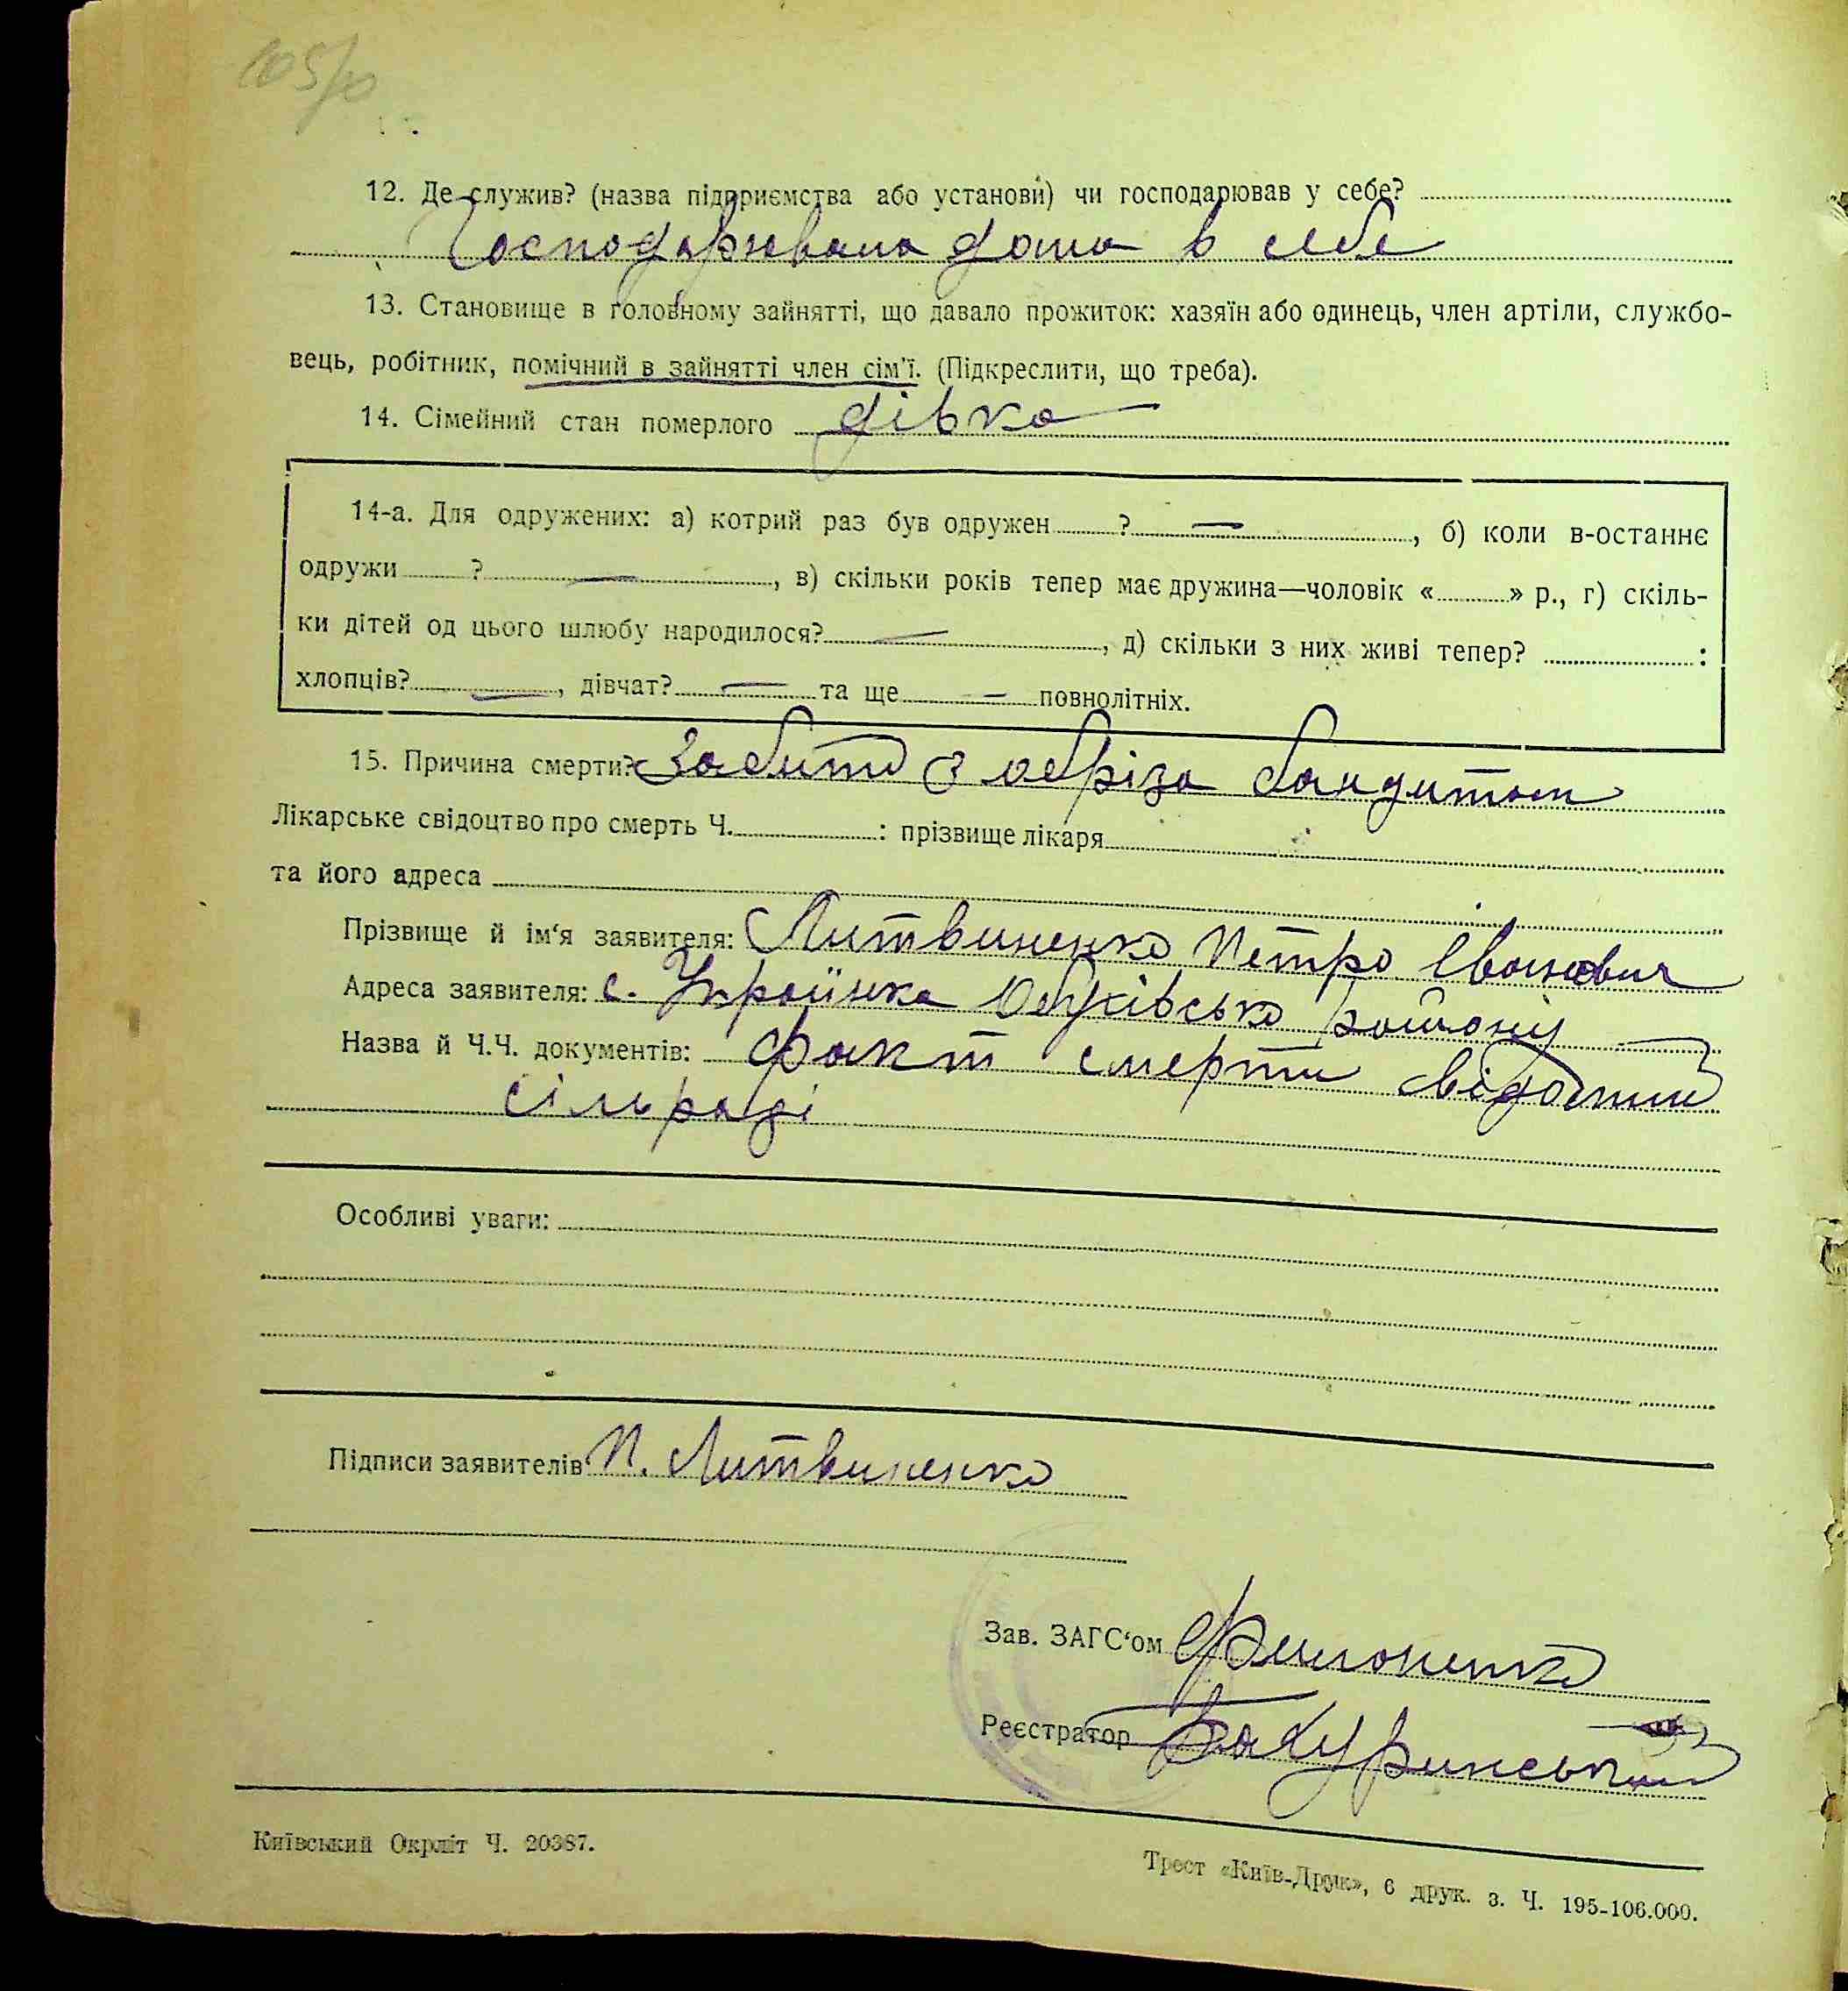 12. Де служив? (назва підприємства або установи) чи господарював у себе?
Господарювала дома в себе
13. Становище в головному зайнятті, що давало прожиток: хазяїн або одинець, член артіли, службо-
вець, робітник, помічний в зайнятті член сім'ї. (Підкреслити, що треба).
14. Сімейний стан померлого дівка
14-а. Для одружених: а) котрий раз був одружен ? —, б) коли в-останнє
одружи ? —, в) скільки років тепер має дружина—чоловік « » р., г) скіль-
ки дітей од цього шлюбу народилося? —, д) скільки з них живі тепер? :
хлопців? —, дівчат? — та ще — повнолітніх.
15. Причина смерти? Забито з обріза бандитом
Лікарське свідоцтво про смерть Ч. : прізвище лікаря
та його адреса
Прізвище й ім'я заявителя: Литвиненко Петро Іванович
Адреса заявителя: с. Українка Обухівсько району
Назва й Ч.Ч. документів: факт смерти свідомий
сільраді
Особливі уваги:
Підписи заявителів П. Литвиненко
Зав. ЗАГС'ом Филоненко
Реєстратор Бакуринський
Київський Окрліт Ч. 20387.
Трест «Київ-Друк», 6 друк. з. Ч. 195-106.000.